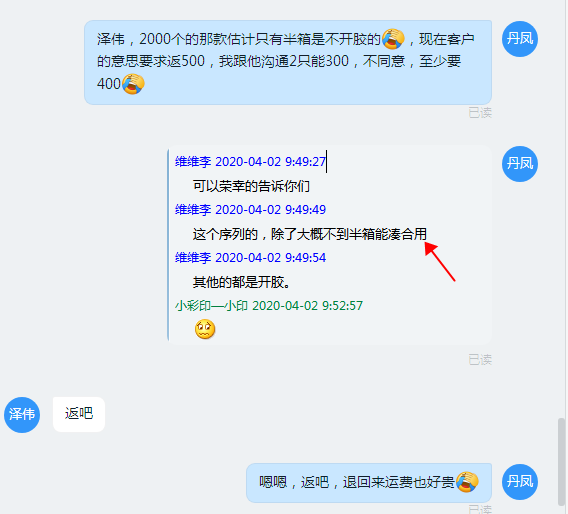 泽伟，2000个的那款估计只有半箱是不开胶的，现在客户
的意思要求返500，我跟他沟通2只能300，不同意，至少要
400
丹凤
已读
丹凤
维维李 2020-04-02 9:49:27
可以荣幸的告诉你们
维维李 2020-04-02 9:49:49
这个序列的，除了大概不到半箱能凑合用
维维李 2020-04-02 9:49:54
其他的都是开胶。
小彩印—小印 2020-04-02 9:52:57
已读
泽伟
返吧
嗯嗯，返吧，退回来运费也好贵
丹凤
已读